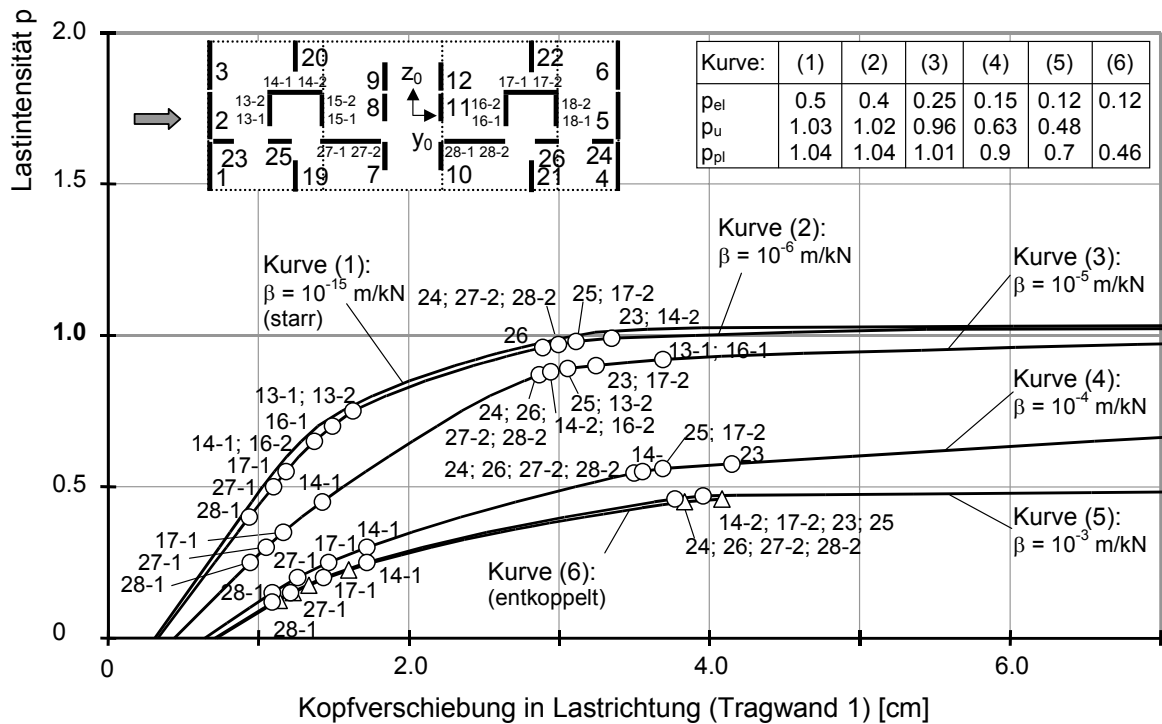 Lastintensität p
2.0
1.5
1.0
0.5
0
0
2.0
4.0
6.0
Kopfverschiebung in Lastrichtung (Tragwand 1) [cm]
3
20
14-1 14-2
9
z0
12
22
17-1 17-2
6
13-2
13-1
15-2
15-1
8
11
16-2
16-1
18-2
18-1
2
y0
5
23
25
27-1 27-2
28-1 28-2
26
24
1
19
7
10
21
4
Kurve: (1) (2) (3) (4) (5) (6)
pel 0.5 0.4 0.25 0.15 0.12 0.12
pu 1.03 1.02 0.96 0.63 0.48
ppl 1.04 1.04 1.01 0.9 0.7 0.46
Kurve (1):
β = 10-15 m/kN
(starr)
Kurve (2):
β = 10-6 m/kN
Kurve (3):
β = 10-5 m/kN
Kurve (4):
β = 10-4 m/kN
Kurve (5):
β = 10-3 m/kN
Kurve (6):
(entkoppelt)
24; 27-2; 28-2
25; 17-2
23; 14-2
26
13-1; 16-1
13-1; 13-2
16-1
14-1; 16-2
17-1
27-1
28-1
23; 17-2
25; 13-2
14-2; 16-2
24; 26;
27-2; 28-2
14-1
17-1
27-1
28-1
25; 17-2
14-
23
24; 26; 27-2; 28-2
14-1
17-1
27-1
28-1
14-2; 17-2; 23; 25
24; 26; 27-2; 28-2
14-1
17-1
27-1
28-1